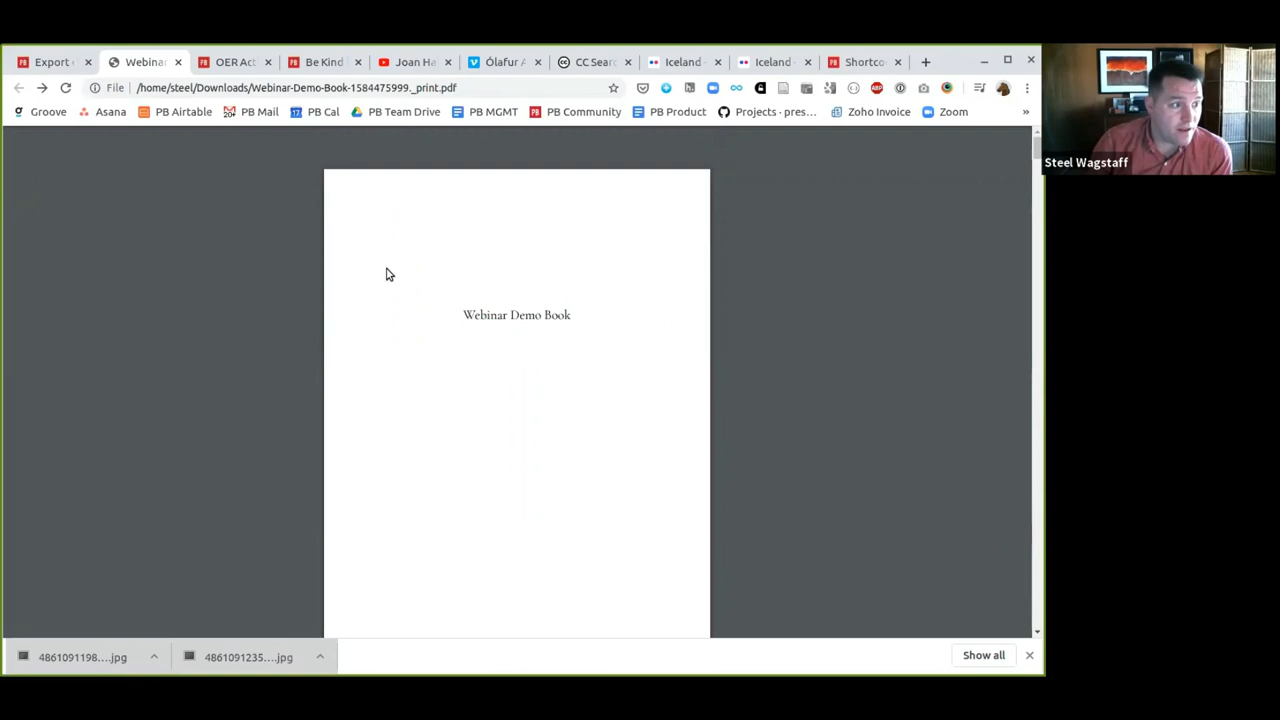 Export
Webinar
OER Act
Be Kind
Joan Ha
Ólafur A
CC Searc
Iceland
Iceland
Shortco
File
/home/steel/Downloads/Webinar-Demo-Book-1584475999._print.pdf
Groove
Asana
PB Airtable
PB Mail
PB Cal
PB Team Drive
PB MGMT
PB Community
PB Product
Projects · pres…
Zoho Invoice
Zoom
»
Steel Wagstaff
Webinar Demo Book
4861091198....jpg
4861091235....jpg
Show all